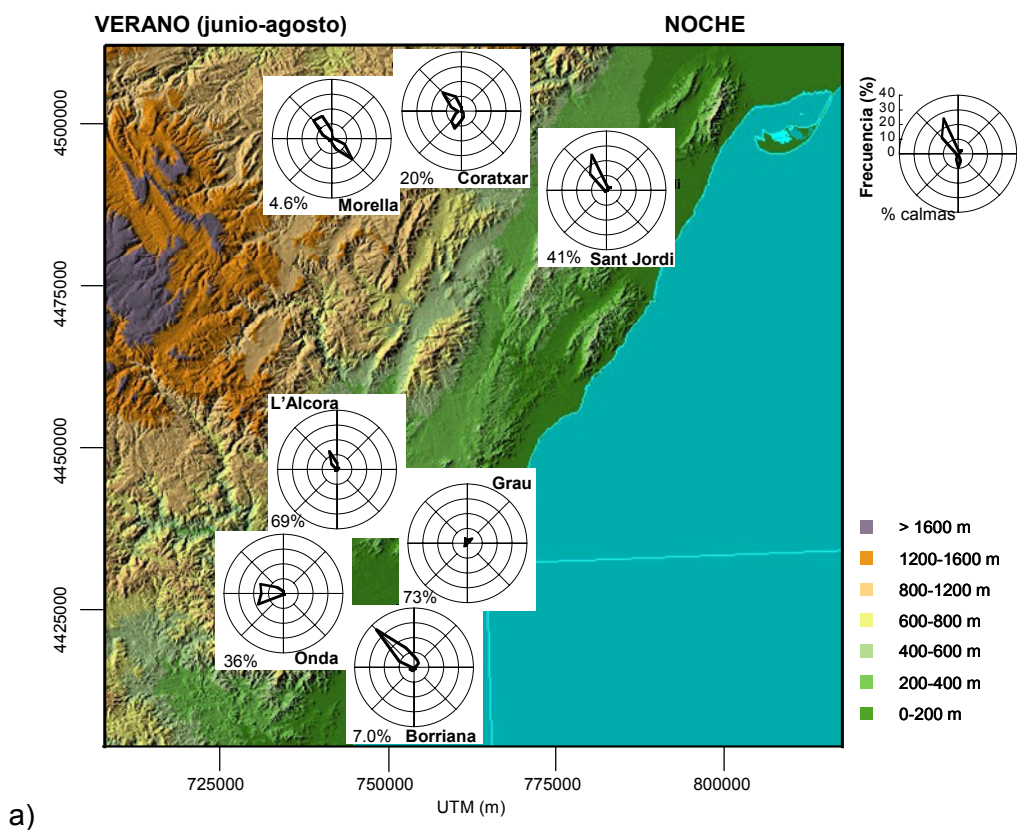 VERANO (junio-agosto)
NOCHE
4500000
4475000
4450000
4425000
4.6%
Morella
20%
Coratxar
41%
Sant Jordi
L'Alcora
69%
Grau
73%
36%
Onda
7.0%
Borriana
Frecuencia (%)
40
30
20
10
0
% calmas
> 1600 m
1200-1600 m
800-1200 m
600-800 m
400-600 m
200-400 m
0-200 m
725000
750000
775000
800000
UTM (m)
a)